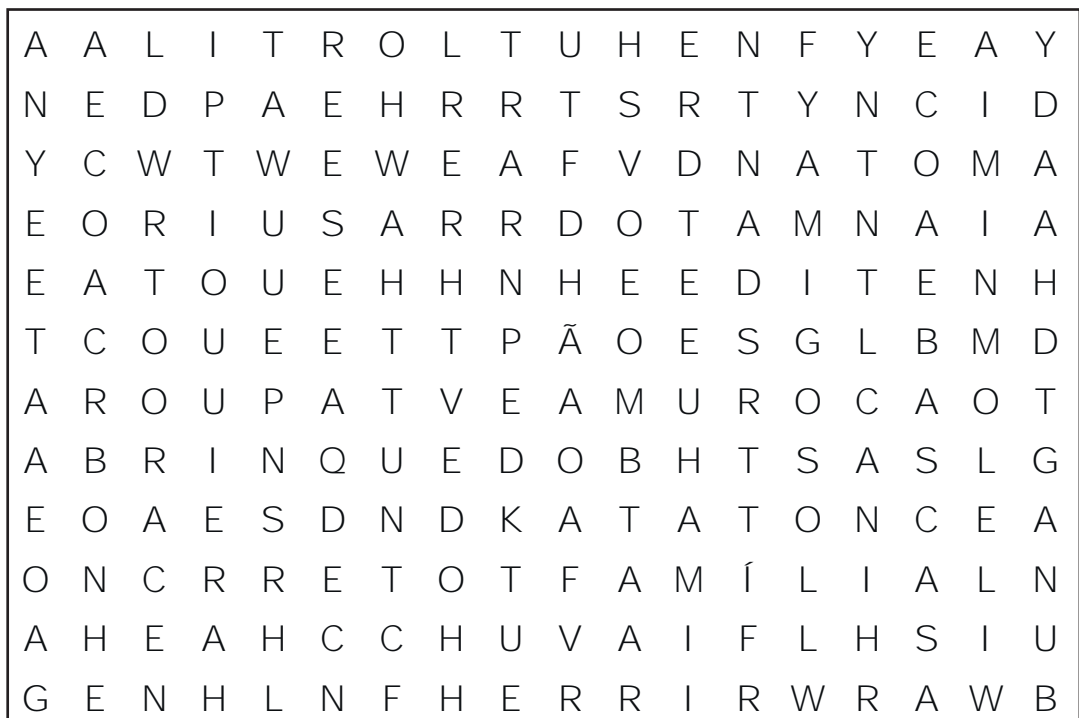 A A L I T R O L T U H E N F Y E A Y
N E D P A E H R R T S R T Y N C I D
Y C W T W E W E A F V D N A T O M A
E O R I U S A R R D O T A M N A I A
E A T O U E H H N H E E D I T E N H
T C O U E E T T P Ã O E S G L B M D
A R O U P A T V E A M U R O C A O T
A B R I N Q U E D O B H T S A S L G
E O A E S D N D K A T A T O N C E A
O N C R R E T O T F A M Í L I A L N
A H E A H C C H U V A I F L H S I U
G E N H L N F H E R R I R W R A W B